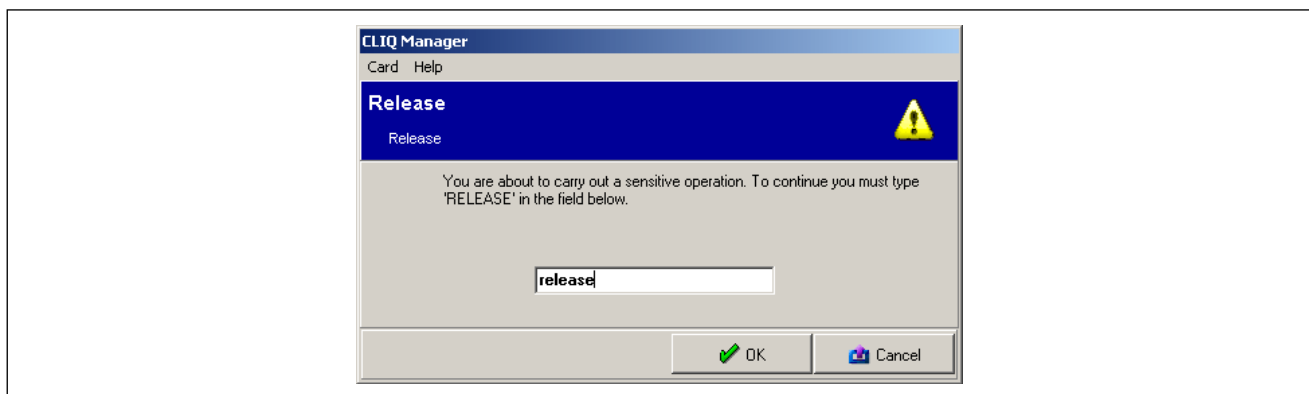 CLIQ Manager
Card Help
Release
Release
You are about to carry out a sensitive operation. To continue you must type
'RELEASE' in the field below.
release
OK Cancel